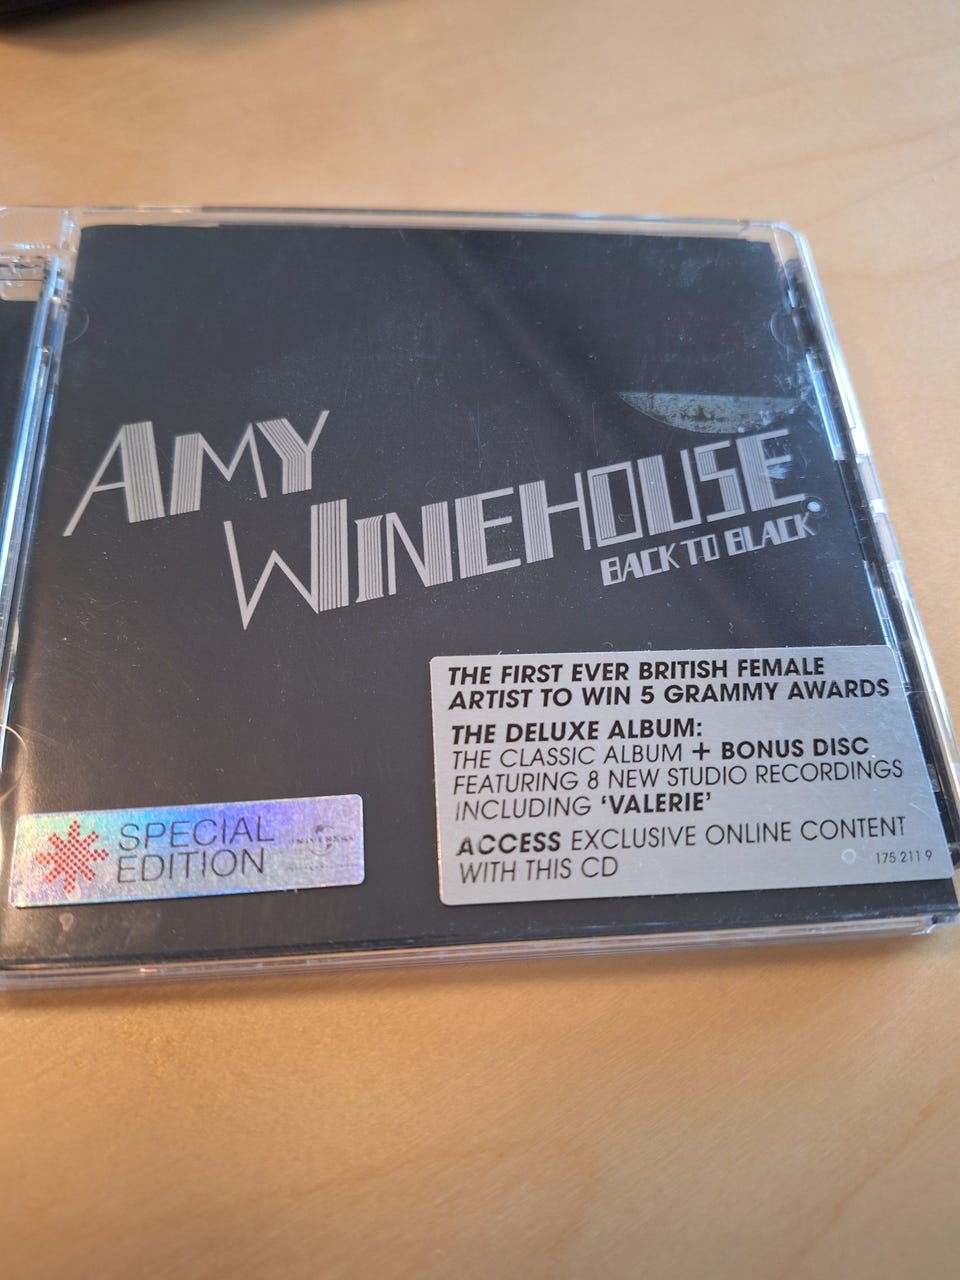 AMY
WINEHOUSE
BACK TO BLACK
THE FIRST EVER BRITISH FEMALE
ARTIST TO WIN 5 GRAMMY AWARDS
THE DELUXE ALBUM:
THE CLASSIC ALBUM + BONUS DISC
FEATURING 8 NEW STUDIO RECORDINGS
INCLUDING ‘VALERIE’
ACCESS EXCLUSIVE ONLINE CONTENT
WITH THIS CD
175 211 9
SPECIAL
EDITION
UNIVERSAL